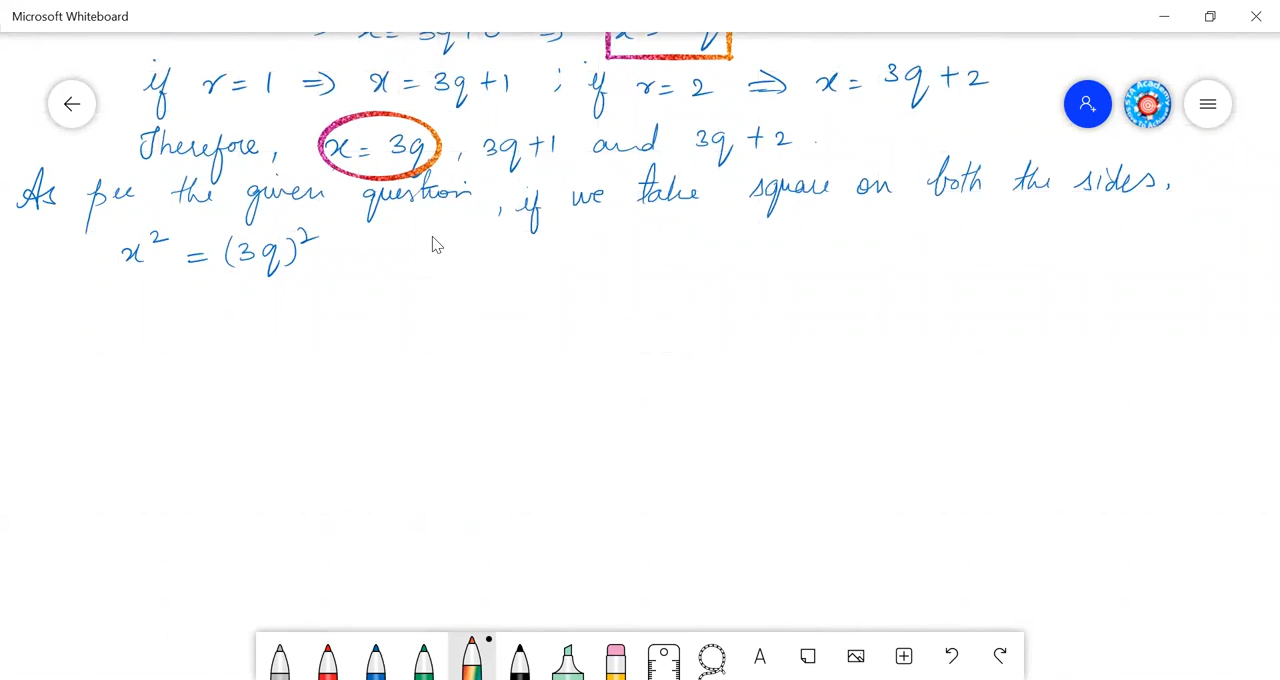 Microsoft Whiteboard
if r = 1 ⇒ x = 3q + 1 ; if r = 2 ⇒ x = 3q + 2
Therefore, x = 3q, 3q + 1 and 3q + 2.
As per the given question, if we take square on both the sides.
x² = (3q)²
A